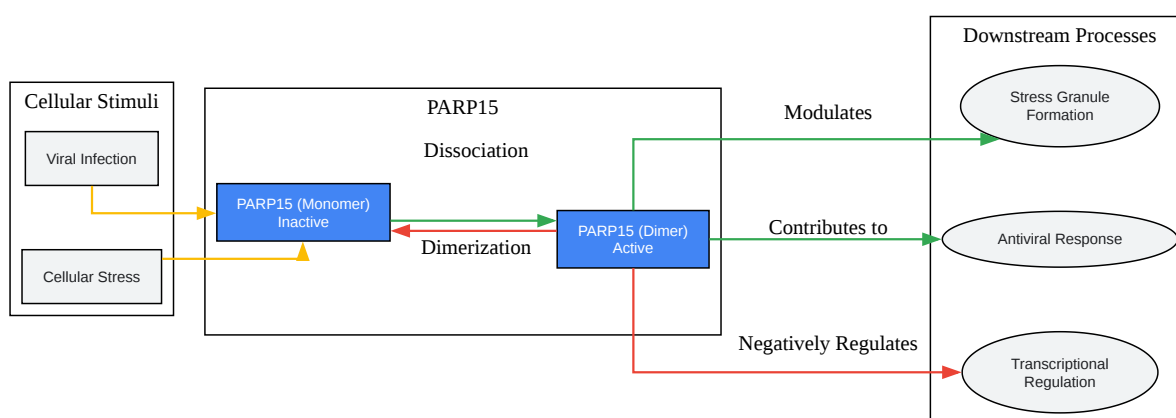 Cellular Stimuli
Viral Infection
Cellular Stress
PARP15
Dissociation
PARP15 (Monomer)
Inactive
Dimerization
PARP15 (Dimer)
Active
Modulates
Contributes to
Negatively Regulates
Downstream Processes
Stress Granule
Formation
Antiviral Response
Transcriptional
Regulation